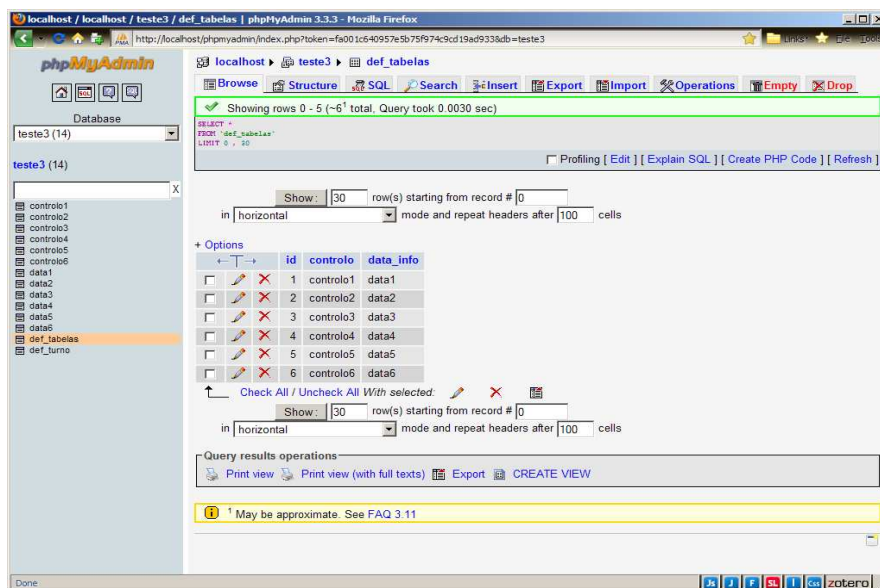 localhost / localhost / teste3 / def_tabelas | phpMyAdmin 3.3.3 - Mozilla Firefox
http://localhost/phpmyadmin/index.php?token=fa001c640957e5b75f974c9cd19ad933&db=teste3
Links
File Tools
phpMyAdmin
Database
teste3 (14)
teste3 (14)
X
controlo1
controlo2
controlo3
controlo4
controlo5
controlo6
data1
data2
data3
data4
data5
data6
def_tabelas
def_turno
localhost ▸ teste3 ▸ def_tabelas
Browse Structure SQL Search Insert Export Import Operations Empty Drop
Showing rows 0 - 5 (~6¹ total, Query took 0.0030 sec)
SELECT *
FROM `def_tabelas`
LIMIT 0 , 30
Profiling [ Edit ] [ Explain SQL ] [ Create PHP Code ] [ Refresh ]
Show : 30 row(s) starting from record # 0
in horizontal mode and repeat headers after 100 cells
+ Options
←T→ id controlo data_info
1 controlo1 data1
2 controlo2 data2
3 controlo3 data3
4 controlo4 data4
5 controlo5 data5
6 controlo6 data6
Check All / Uncheck All With selected:
Show : 30 row(s) starting from record # 0
in horizontal mode and repeat headers after 100 cells
Query results operations
Print view Print view (with full texts) Export CREATE VIEW
¹ May be approximate. See FAQ 3.11
Done
Js J F SL I Css zotero